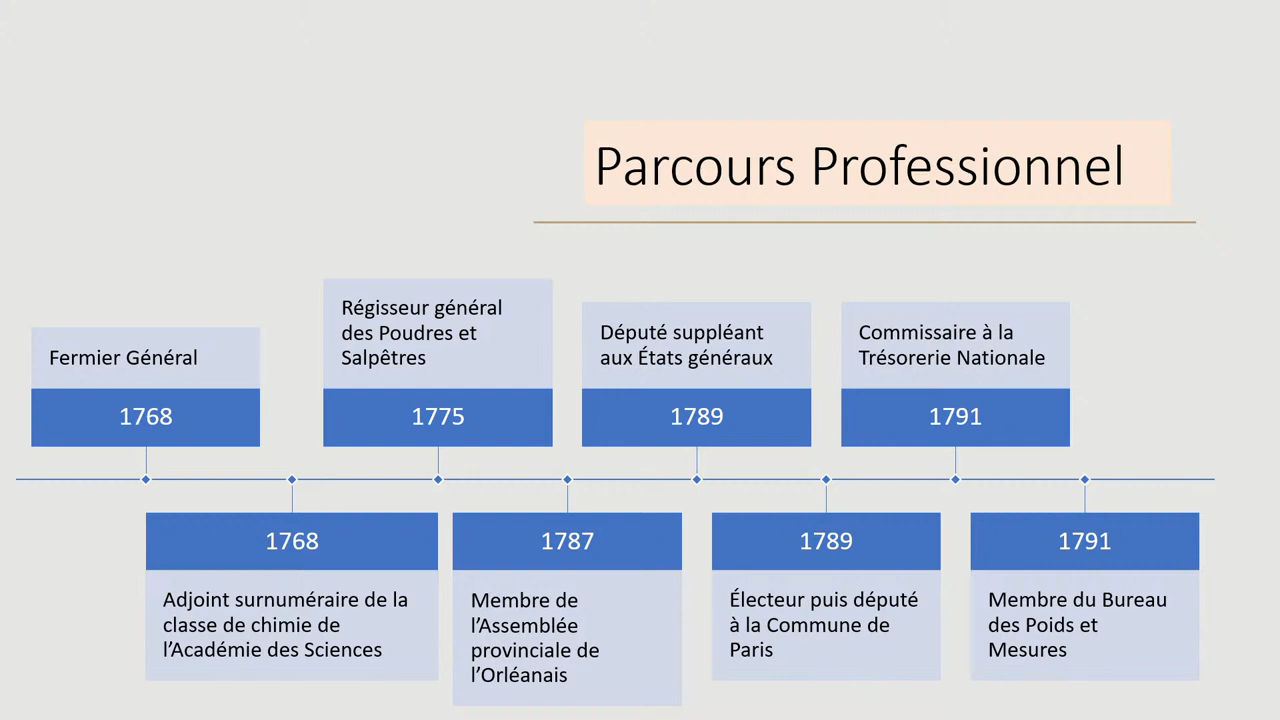 Parcours Professionnel
Fermier Général
1768
Adjoint surnuméraire de la
classe de chimie de
l’Académie des Sciences
1768
Régisseur général
des Poudres et
Salpêtres
1775
1787
Membre de
l’Assemblée
provinciale de
l’Orléanais
Député suppléant
aux États généraux
1789
1789
Électeur puis député
à la Commune de
Paris
Commissaire à la
Trésorerie Nationale
1791
1791
Membre du Bureau
des Poids et
Mesures